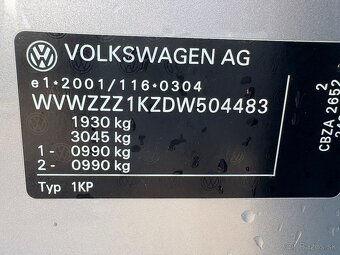 VOLKSWAGEN AG
e1*2001/116*0304
WVWZZZ1KZDW504483
1930 kg
3045 kg
1 - 0990 kg
2 - 0990 kg
Typ 1KP
CBZA 2652
2